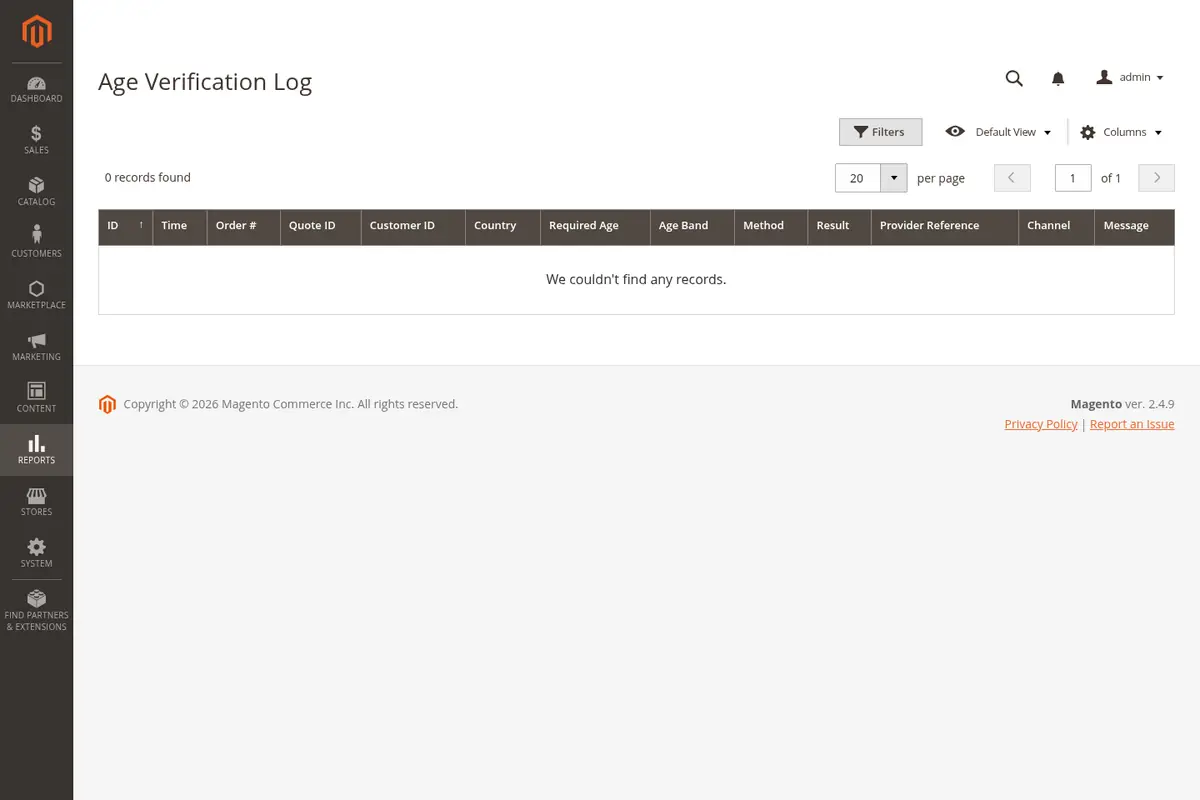 DASHBOARD
SALES
CATALOG
CUSTOMERS
MARKETPLACE
MARKETING
CONTENT
REPORTS
STORES
SYSTEM
FIND PARTNERS
& EXTENSIONS
Age Verification Log
admin
Filters
Default View
Columns
0 records found
20 per page 1 of 1
ID ↑ Time Order # Quote ID Customer ID Country Required Age Age Band Method Result Provider Reference Channel Message
We couldn't find any records.
Copyright © 2026 Magento Commerce Inc. All rights reserved.
Magento ver. 2.4.9
Privacy Policy | Report an Issue